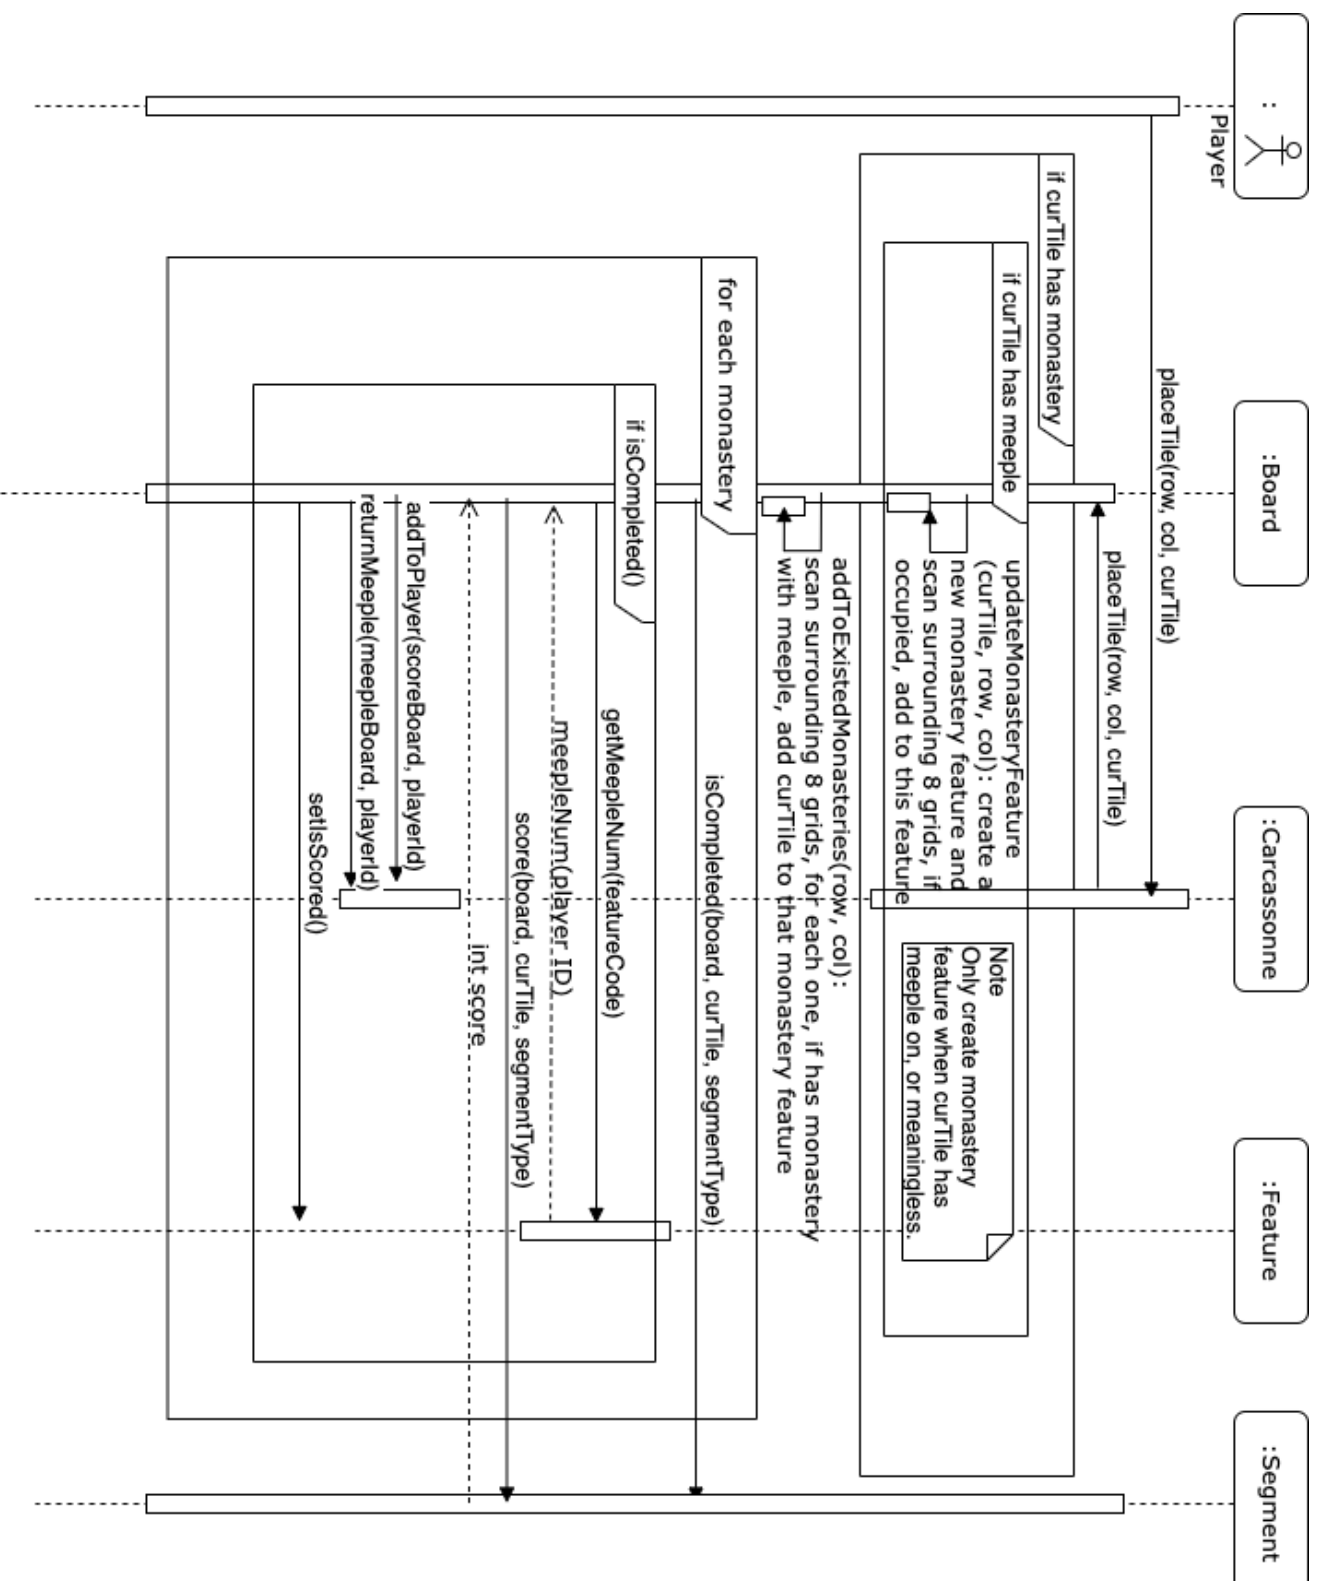 :
Player
:Board
:Carcassonne
:Feature
:Segment
placeTile(row, col, curTile)
placeTile(row, col, curTile)
if curTile has monastery
if curTile has meeple
updateMonasteryFeature
(curTile, row, col): create a
new monastery feature and
scan surrounding 8 grids, if
occupied, add to this feature
Note
Only create monastery
feature when curTile has
meeple on, or meaningless.
addToExistedMonasteries(row, col):
scan surrounding 8 grids, for each one, if has monastery
with meeple, add curTile to that monastery feature
for each monastery
isCompleted(board, curTile, segmentType)
if isCompleted()
getMeepleNum(featureCode)
meepleNum(player ID)
score(board, curTile, segmentType)
int score
addToPlayer(scoreBoard, playerId)
returnMeeple(meepleBoard, playerId)
setIsScored()